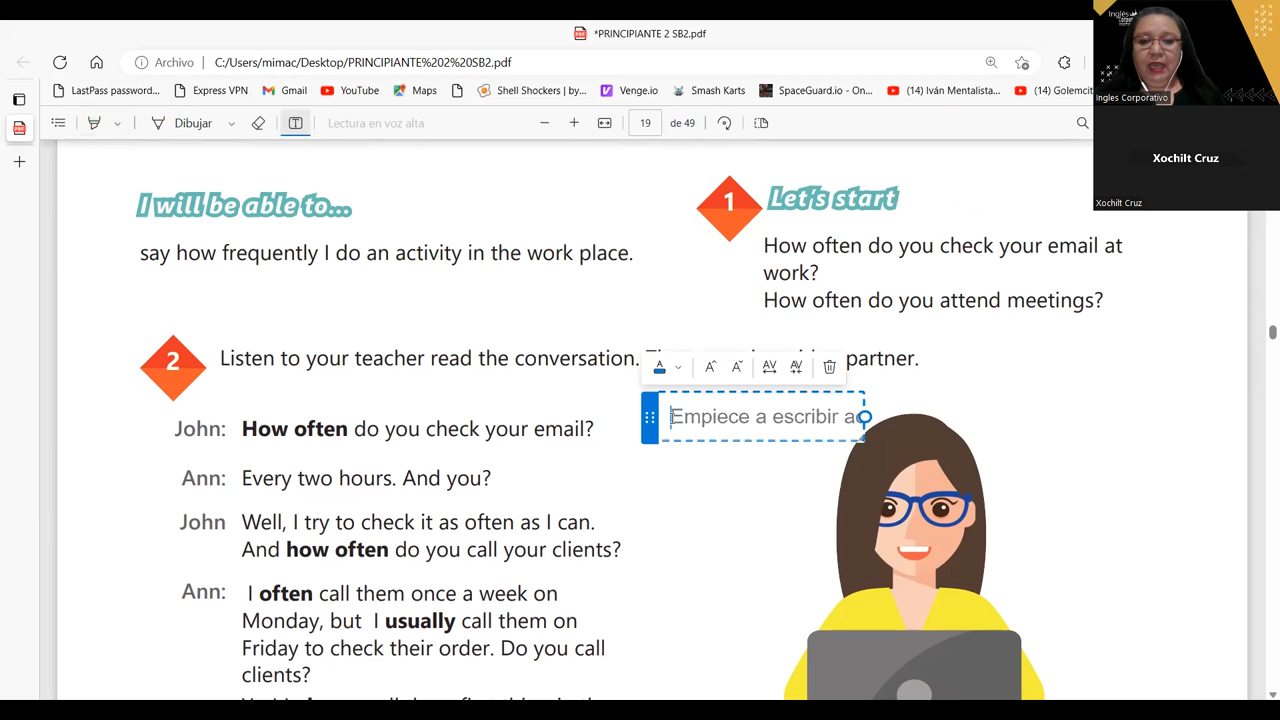 *PRINCIPIANTE 2 SB2.pdf
Archivo C:/Users/mimac/Desktop/PRINCIPIANTE%202%20SB2.pdf
LastPass password... Express VPN Gmail YouTube Maps Shell Shockers | by... Venge.io Smash Karts SpaceGuard.io - On... (14) Iván Mentalista... (14) Golemcit
Dibujar Lectura en voz alta 19 de 49
Inglés
Ingles Corporativo
Xochilt Cruz
Xochilt Cruz
I will be able to...
say how frequently I do an activity in the work place.
1 Let's start
How often do you check your email at
work?
How often do you attend meetings?
2 Listen to your teacher read the conversation. partner.
Empiece a escribir a
John: How often do you check your email?
Ann: Every two hours. And you?
John Well, I try to check it as often as I can.
And how often do you call your clients?
Ann: I often call them once a week on
Monday, but I usually call them on
Friday to check their order. Do you call
clients?